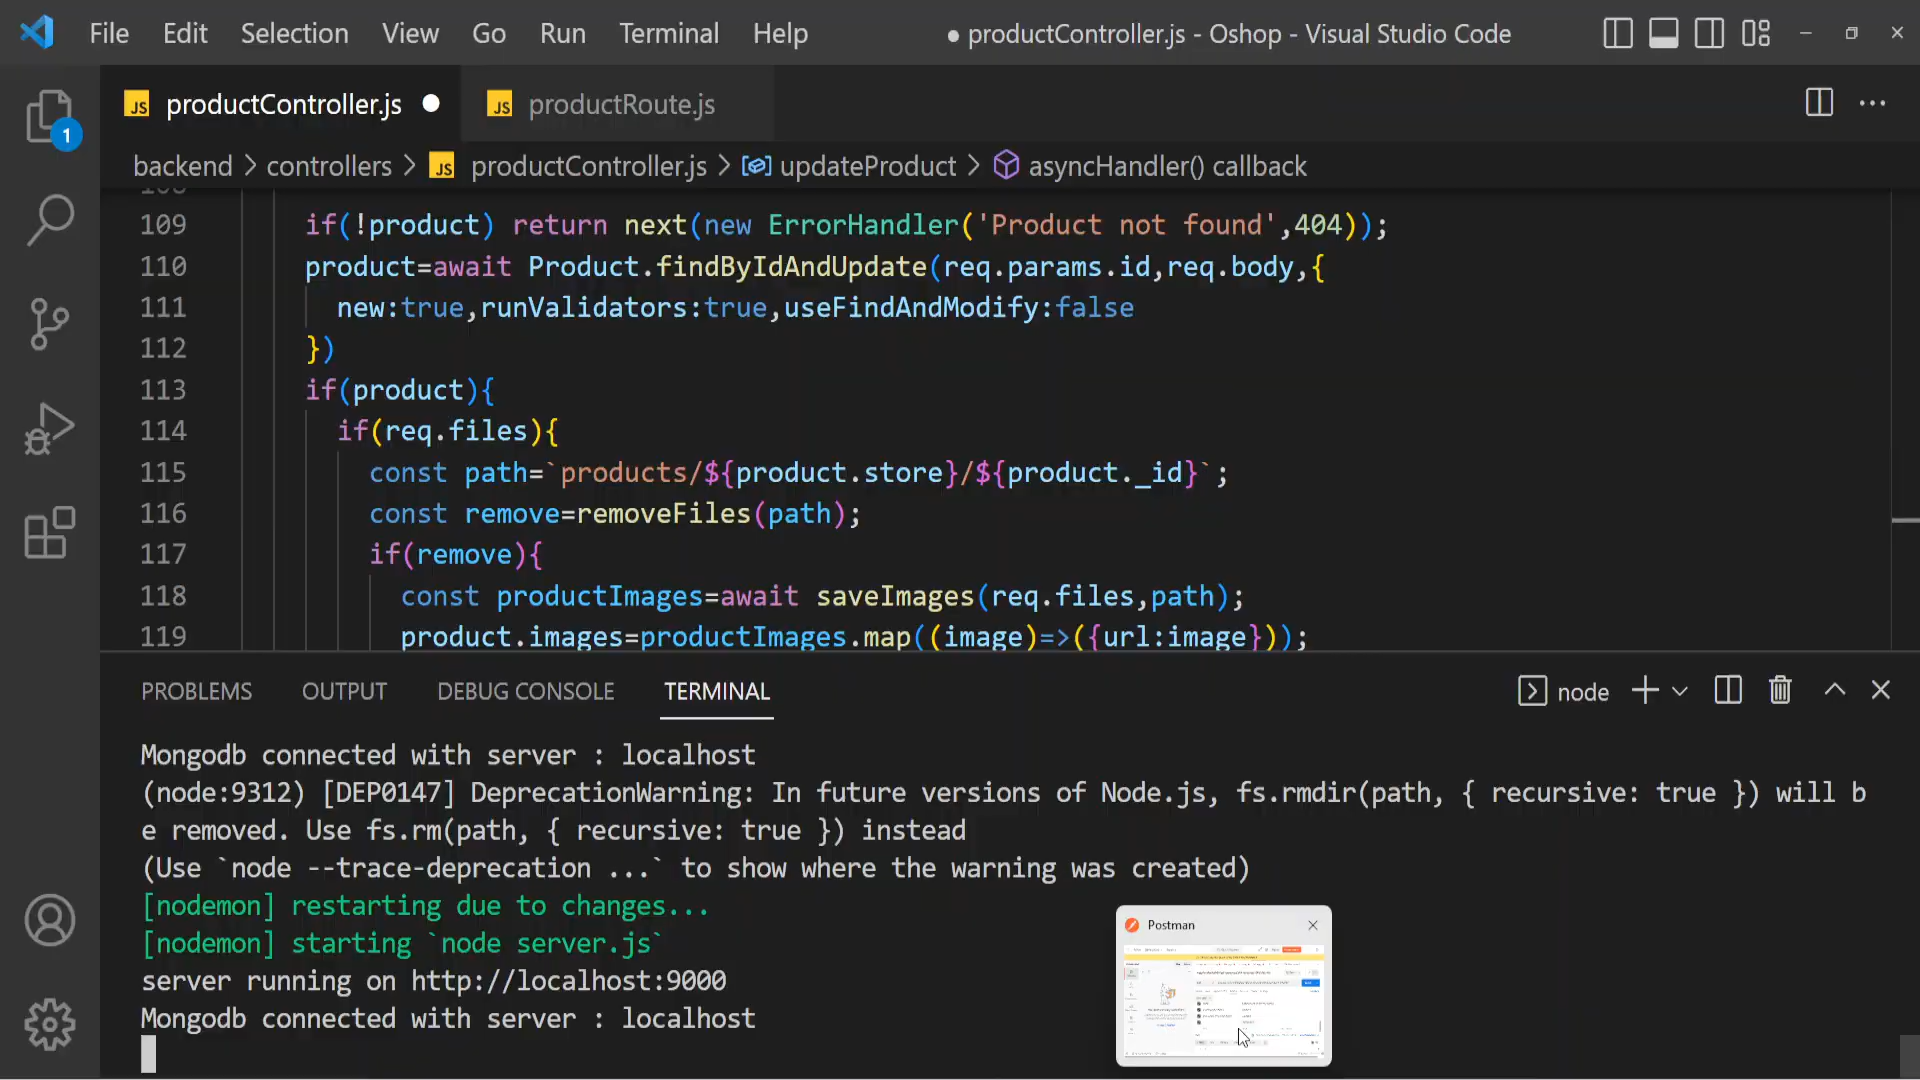 File Edit Selection View Go Run Terminal Help ● productController.js - Oshop - Visual Studio Code
JS productController.js ● JS productRoute.js
1
backend > controllers > JS productController.js > updateProduct > asyncHandler() callback
109 if(!product) return next(new ErrorHandler('Product not found',404));
110 product=await Product.findByIdAndUpdate(req.params.id,req.body,{
111 new:true,runValidators:true,useFindAndModify:false
112 })
113 if(product){
114 if(req.files){
115 const path=`products/${product.store}/${product._id}`;
116 const remove=removeFiles(path);
117 if(remove){
118 const productImages=await saveImages(req.files,path);
119 product.images=productImages.map((image)=>({url:image}));
PROBLEMS OUTPUT DEBUG CONSOLE TERMINAL node
Mongodb connected with server : localhost
(node:9312) [DEP0147] DeprecationWarning: In future versions of Node.js, fs.rmdir(path, { recursive: true }) will b
e removed. Use fs.rm(path, { recursive: true }) instead
(Use `node --trace-deprecation ...` to show where the warning was created)
[nodemon] restarting due to changes...
[nodemon] starting `node server.js`
server running on http://localhost:9000
Mongodb connected with server : localhost
Postman